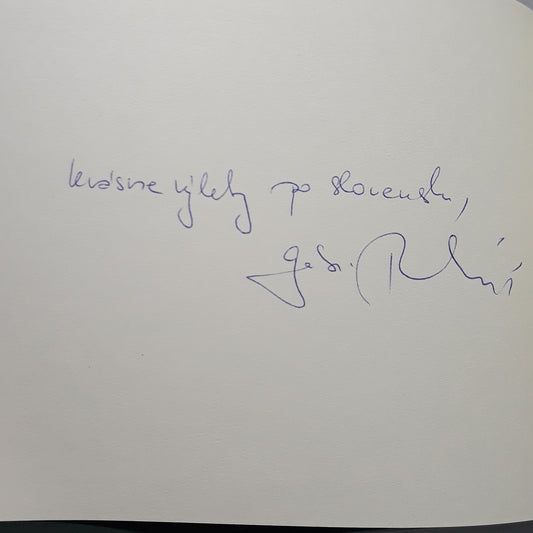 krásne výlety po slovensku,